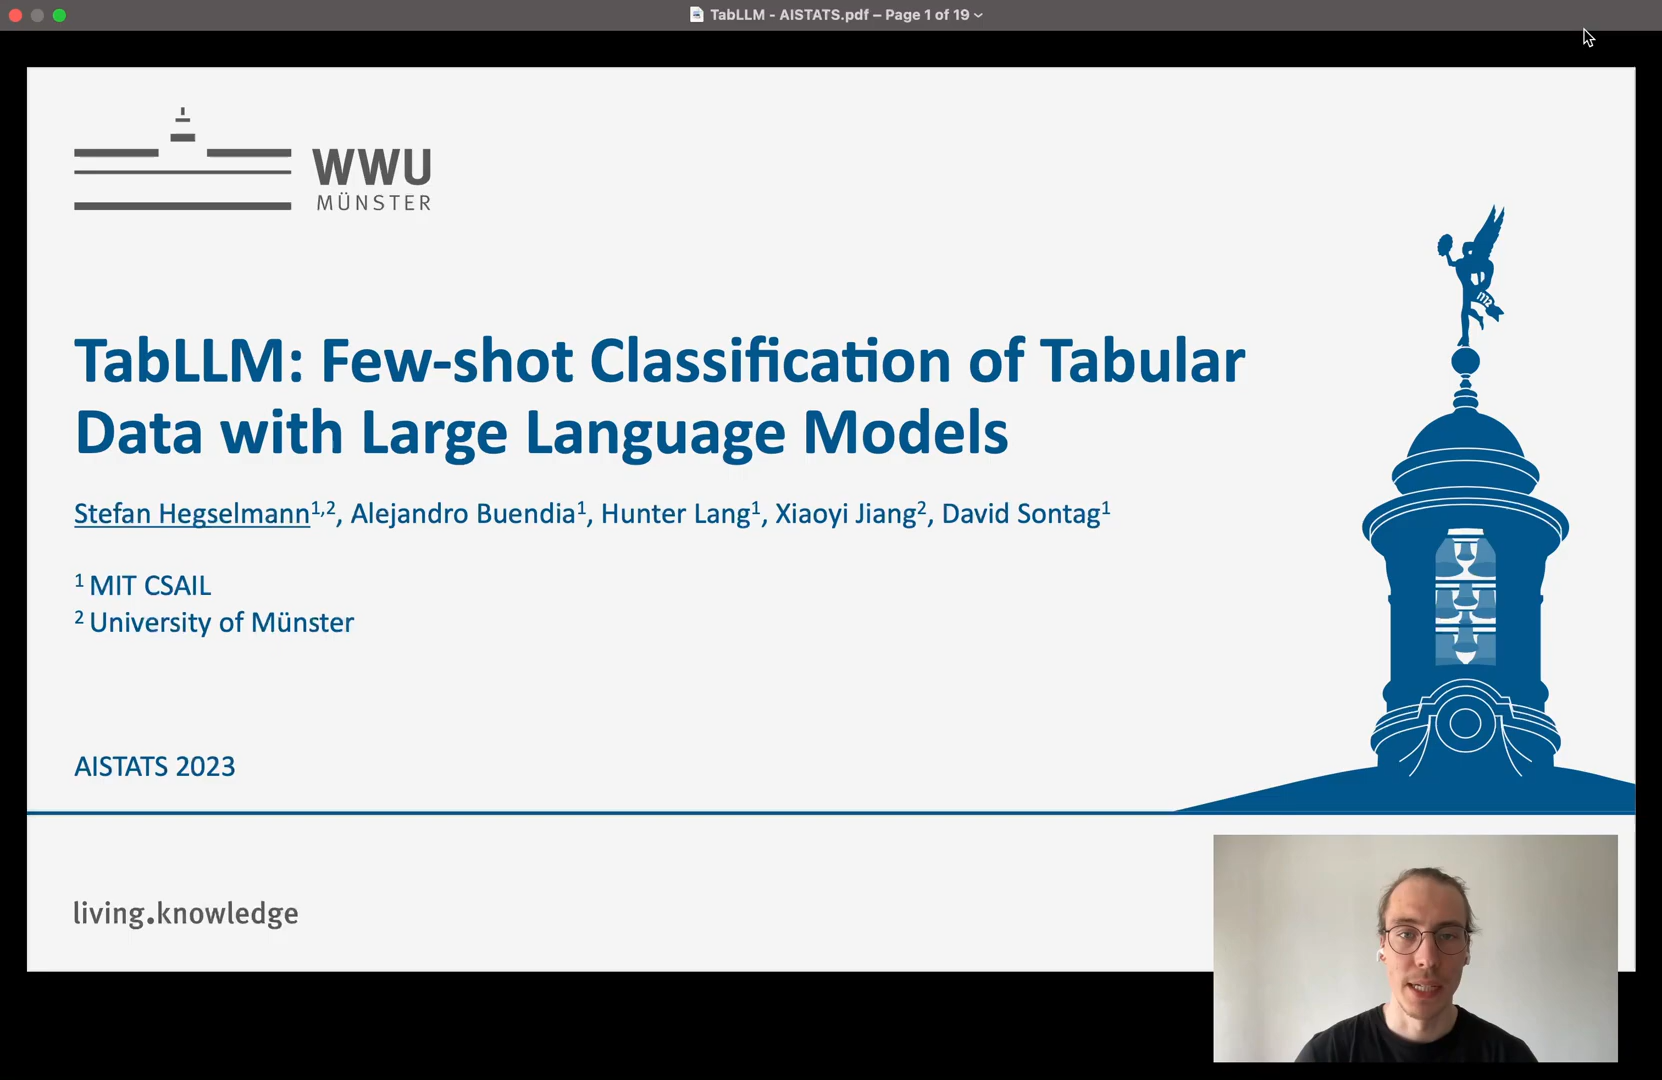 TabLLM - AISTATS.pdf – Page 1 of 19
WWU
MÜNSTER
TabLLM: Few-shot Classification of Tabular
Data with Large Language Models
Stefan Hegselmann1,2, Alejandro Buendia1, Hunter Lang1, Xiaoyi Jiang2, David Sontag1
1 MIT CSAIL
2 University of Münster
AISTATS 2023
living.knowledge